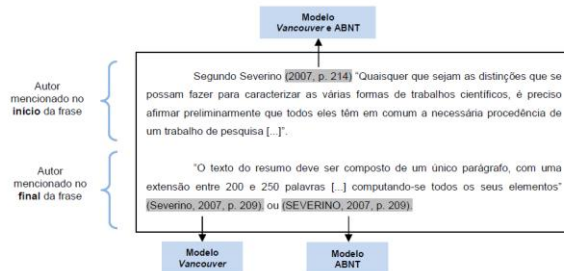 Modelo
Vancouver e ABNT
Autor
mencionado no
início da frase
Segundo Severino (2007, p. 214) "Quaisquer que sejam as distinções que se
possam fazer para caracterizar as várias formas de trabalhos científicos, é preciso
afirmar preliminarmente que todos eles têm em comum a necessária procedência de
um trabalho de pesquisa [...]".
Autor
mencionado no
final da frase
"O texto do resumo deve ser composto de um único parágrafo, com uma
extensão entre 200 e 250 palavras [...] computando-se todos os seus elementos"
(Severino, 2007, p. 209). ou (SEVERINO, 2007, p. 209).
Modelo
Vancouver
Modelo
ABNT